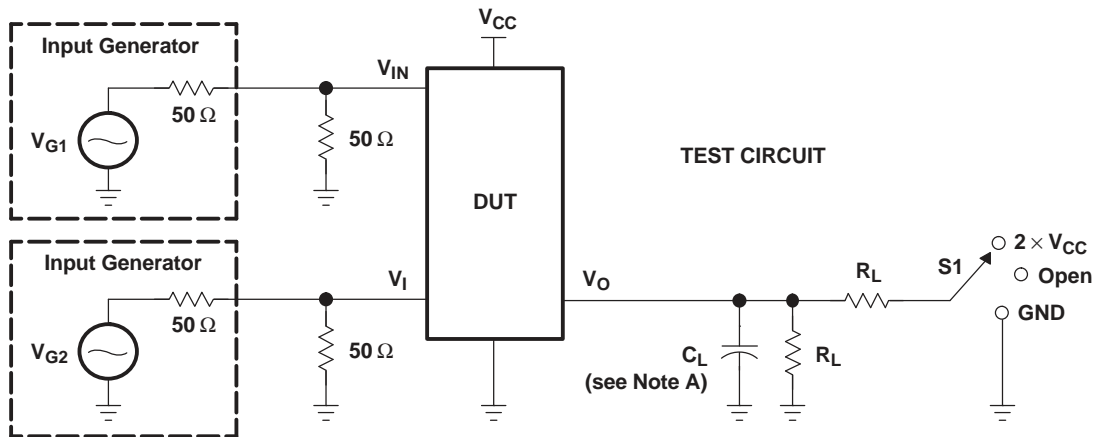 V_CC
Input Generator
50 Ω
V_G1
V_IN
50 Ω
DUT
TEST CIRCUIT
Input Generator
50 Ω
V_G2
V_I
50 Ω
V_O
C_L
(see Note A)
R_L
R_L
S1
2 × V_CC
Open
GND